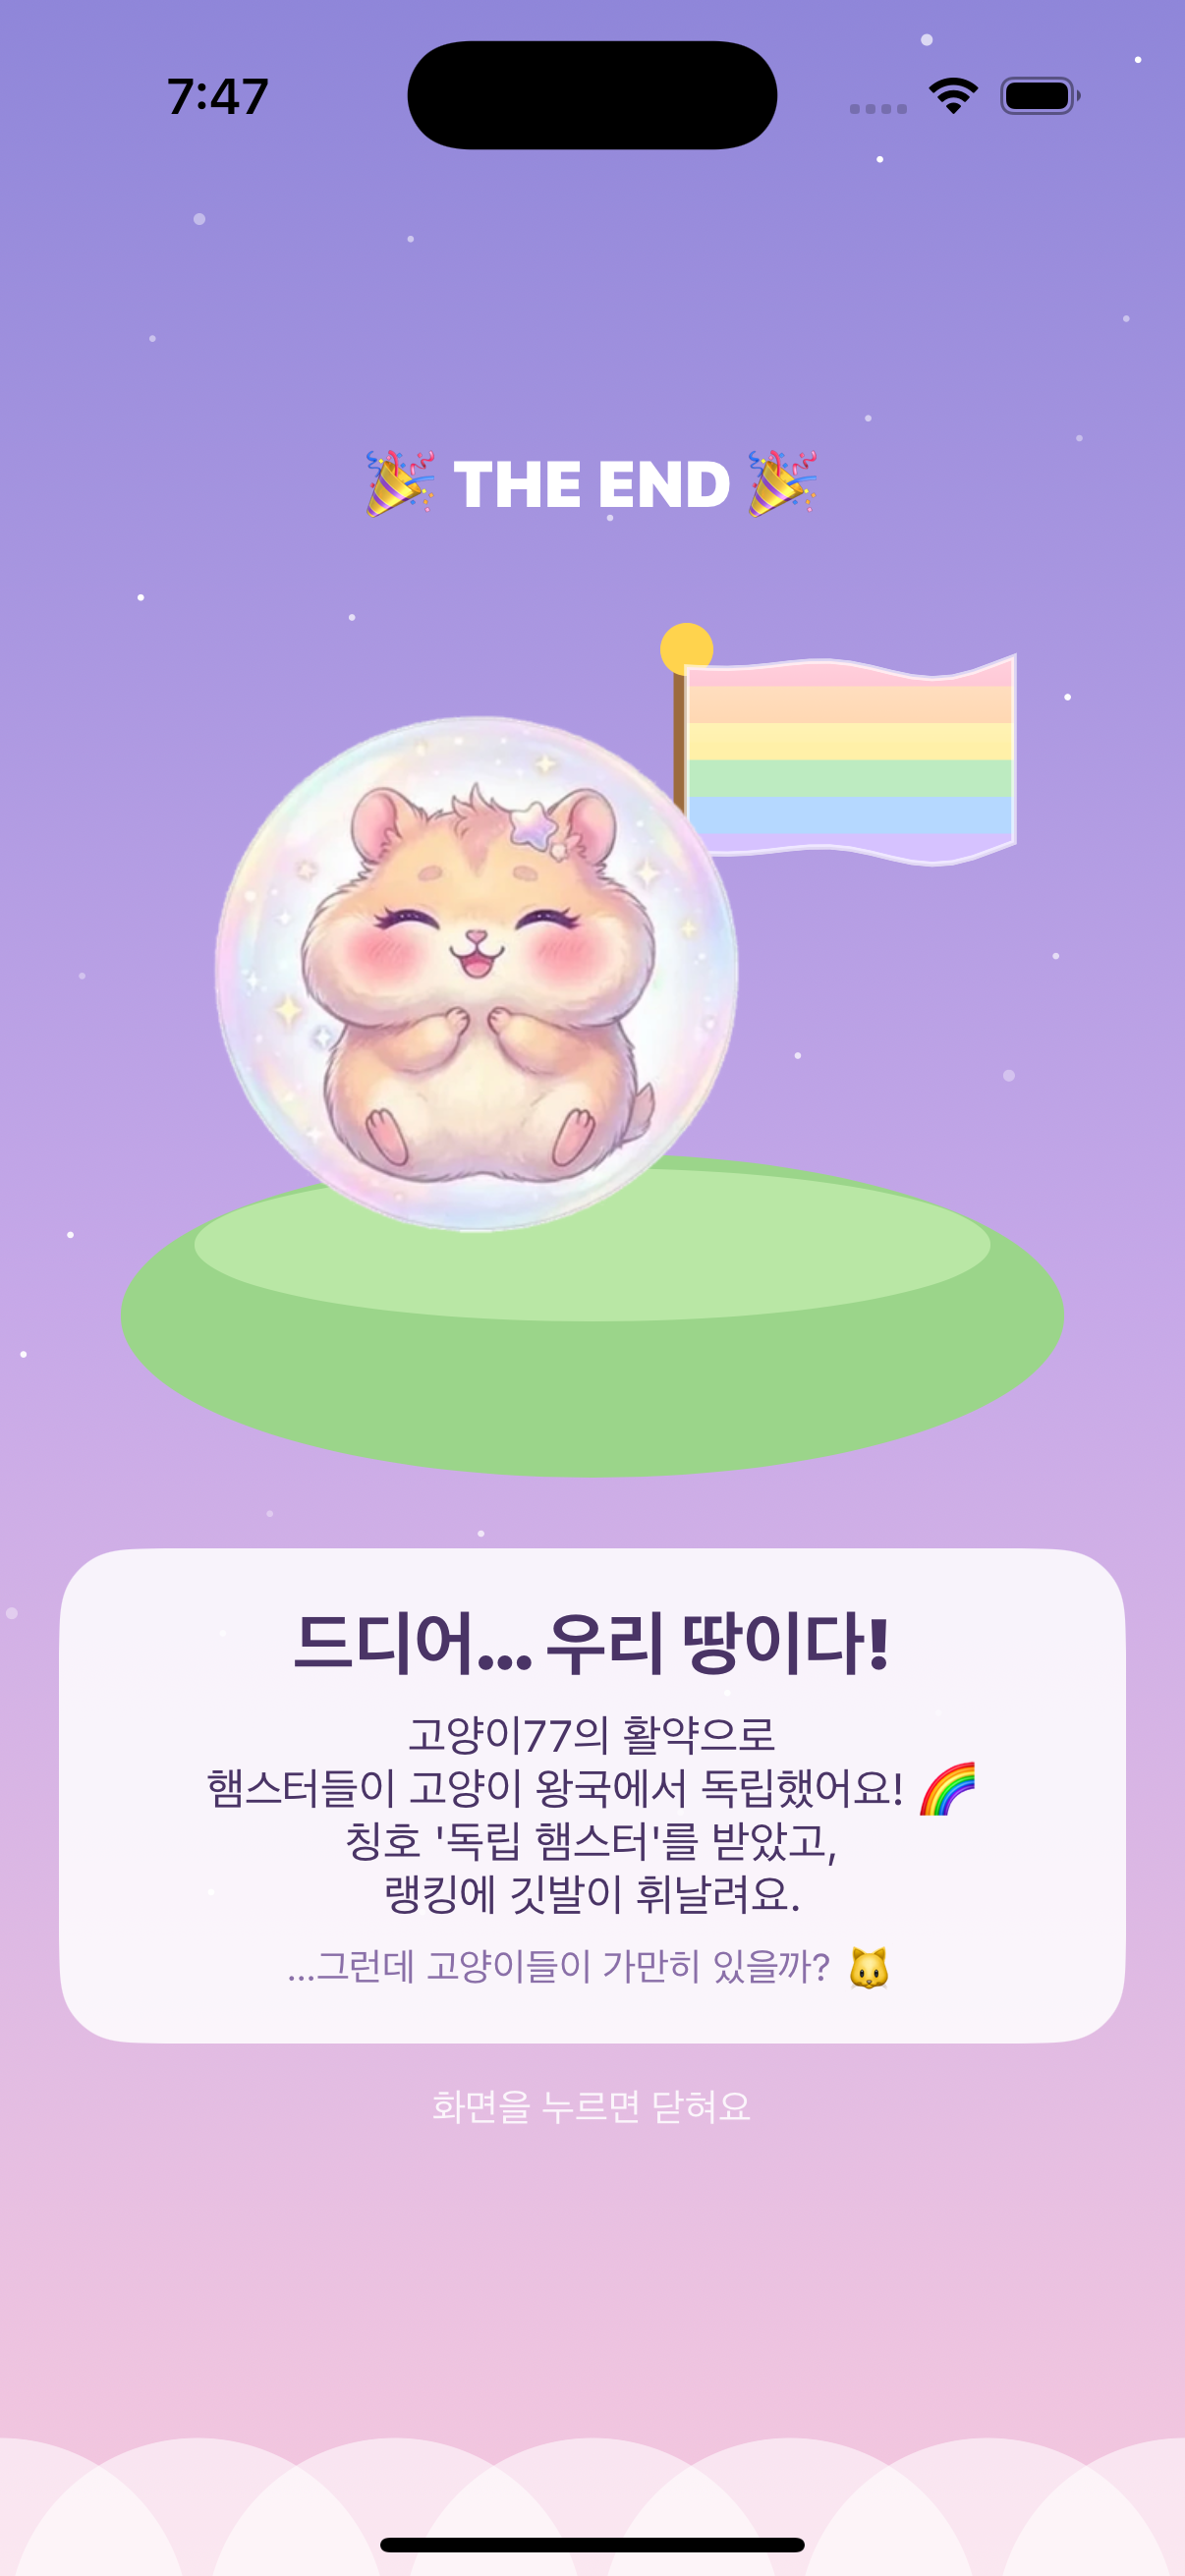 7:47
🎉 THE END 🎉
드디어... 우리 땅이다!
고양이77의 활약으로
햄스터들이 고양이 왕국에서 독립했어요! 🌈
칭호 '독립 햄스터'를 받았고,
랭킹에 깃발이 휘날려요.
...그런데 고양이들이 가만히 있을까? 🐱
화면을 누르면 닫혀요